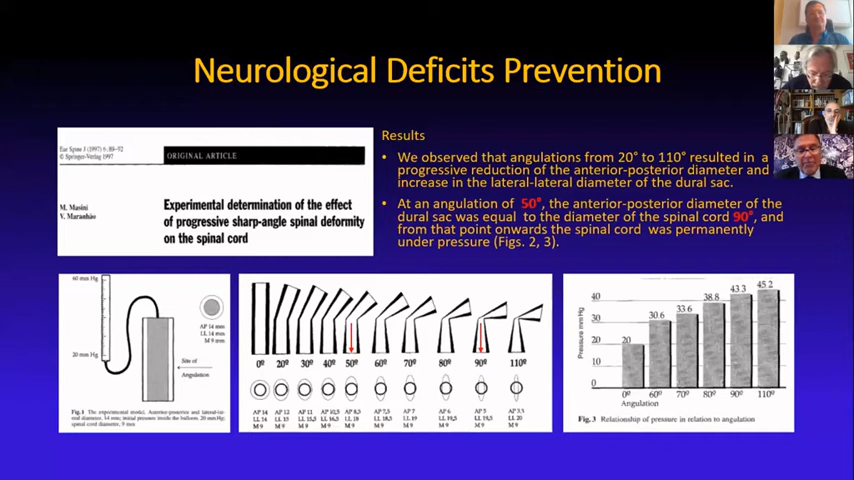 Neurological Deficits Prevention
Eur Spine J (1997) 6 :89–92
© Springer-Verlag 1997
ORIGINAL ARTICLE
M. Masini
V. Maranhão
Experimental determination of the effect
of progressive sharp-angle spinal deformity
on the spinal cord
Results
• We observed that angulations from 20° to 110° resulted in a
progressive reduction of the anterior-posterior diameter and
increase in the lateral-lateral diameter of the dural sac.
• At an angulation of 50°, the anterior-posterior diameter of the
dural sac was equal to the diameter of the spinal cord 90°, and
from that point onwards the spinal cord was permanently
under pressure (Figs. 2, 3).
60 mm Hg
20 mm Hg
AP 14 mm
LL 14 mm
M 9 mm
Site of
Angulation
Fig.1 The experimental model. Anterior-posterior and lateral-lat-
eral diameter, 14 mm; initial pressure inside the balloon, 20 mm Hg;
spinal cord diameter, 9 mm
0° 20° 30° 40° 50° 60° 70° 80° 90° 110°
AP 14 AP 12 AP 11 AP 10,5 AP 8,5 AP 7,5 AP 7 AP 6 AP 5 AP 3,5
LL 14 LL 15 LL 15,5 LL 16,5 LL 18 LL 18,5 LL 19 LL 19,5 LL 19,5 LL 20
M 9 M 9 M 9 M 9 M 9 M 9 M 9 M 9 M 9 M 9
Pressure mm Hg
40
30
20
10
0
20
30.6
33.6
38.8
43.3
45.2
0° 60° 70° 80° 90° 110°
Angulation
Fig. 3 Relationship of pressure in relation to angulation